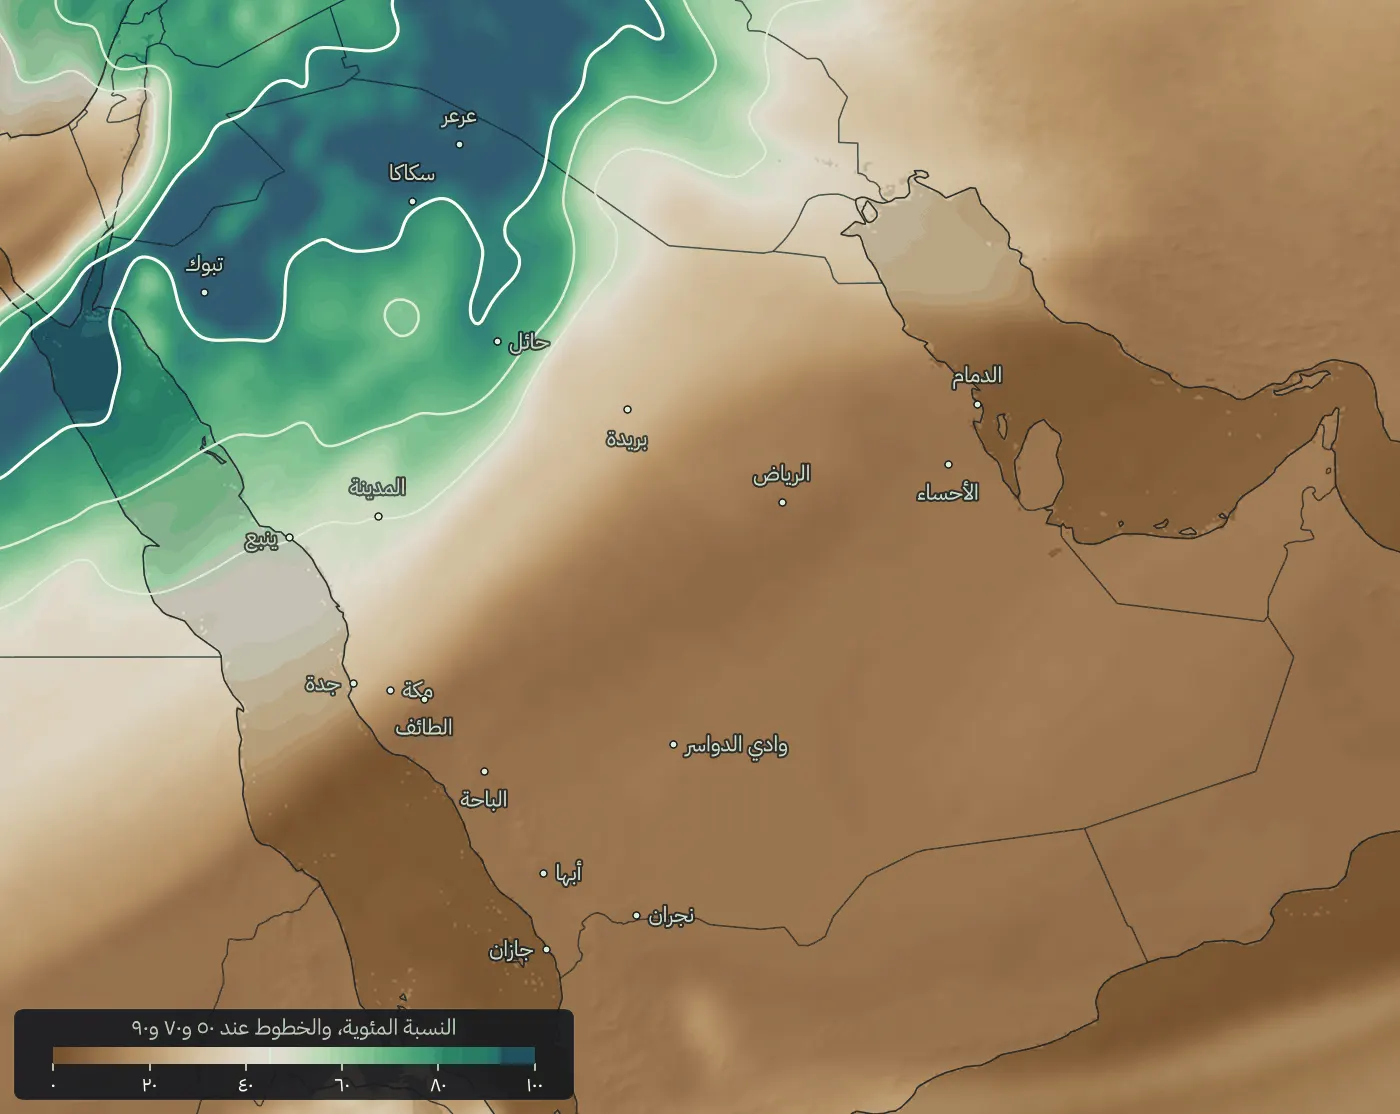 عرعر
سكاكا
تبوك
حائل
الدمام
بريدة
الرياض
الأحساء
المدينة
ينبع
جدة
مكة
الطائف
وادي الدواسر
الباحة
أبها
نجران
جازان
النسبة المئوية، والخطوط عند ٥٠ و٧٠ و٩٠
٠ ٢٠ ٤٠ ٦٠ ٨٠ ١٠٠